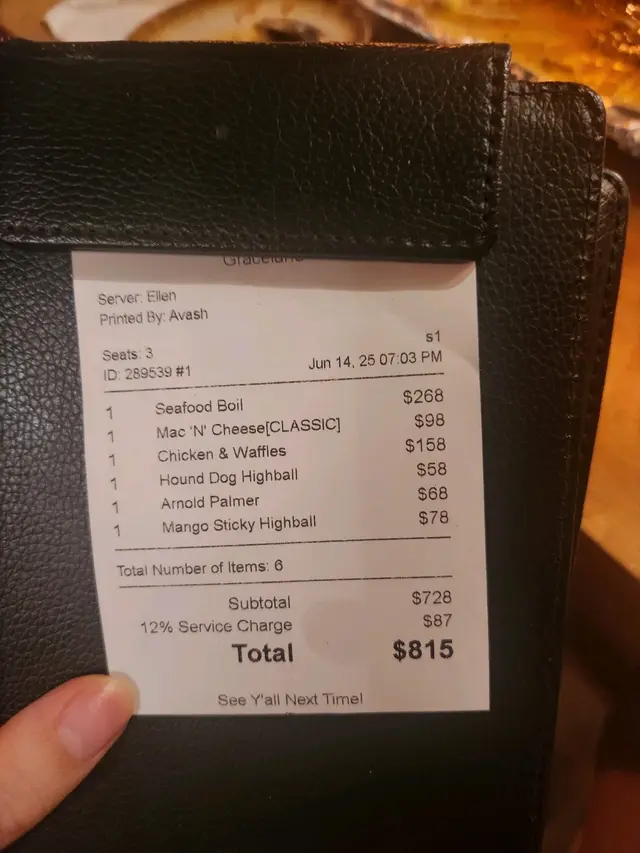 Server: Ellen
Printed By: Avash
s1
Seats: 3
ID: 289539 #1 Jun 14, 25 07:03 PM
1 Seafood Boil $268
1 Mac 'N' Cheese[CLASSIC] $98
1 Chicken & Waffles $158
1 Hound Dog Highball $58
1 Arnold Palmer $68
1 Mango Sticky Highball $78
Total Number of Items: 6
Subtotal $728
12% Service Charge $87
Total $815
See Y'all Next Time!